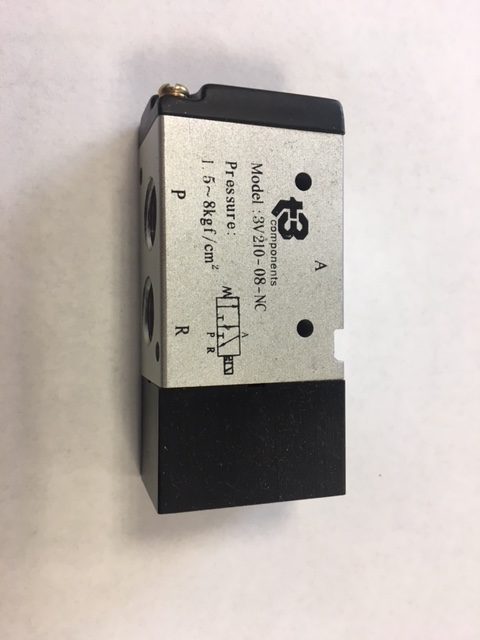 A
t3
components
Model:3V210-08-NC
Pressure:
1.5~8kgf/cm²
A
P R
P R